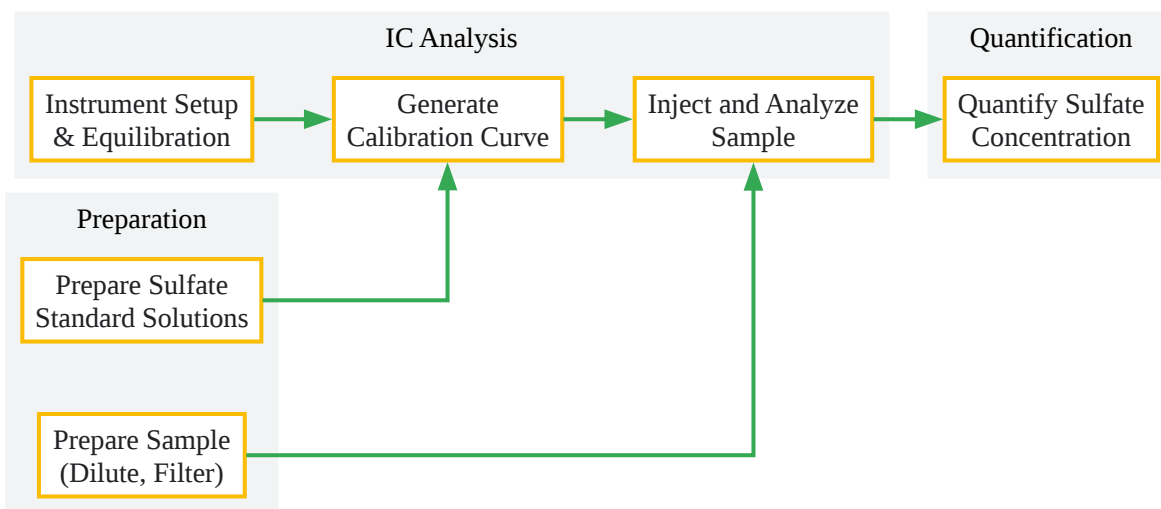 IC Analysis
Instrument Setup
& Equilibration
Generate
Calibration Curve
Inject and Analyze
Sample
Quantification
Quantify Sulfate
Concentration
Preparation
Prepare Sulfate
Standard Solutions
Prepare Sample
(Dilute, Filter)